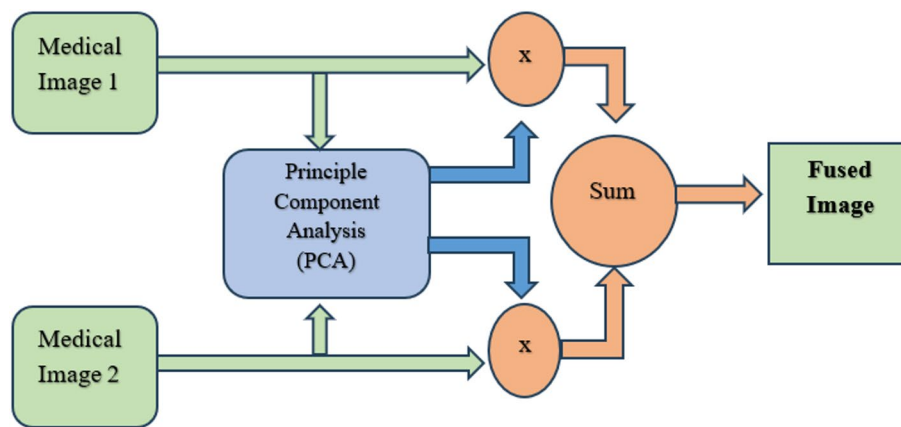 Medical
Image 1
x
Principle
Component
Analysis
(PCA)
Sum
Fused
Image
Medical
Image 2
x